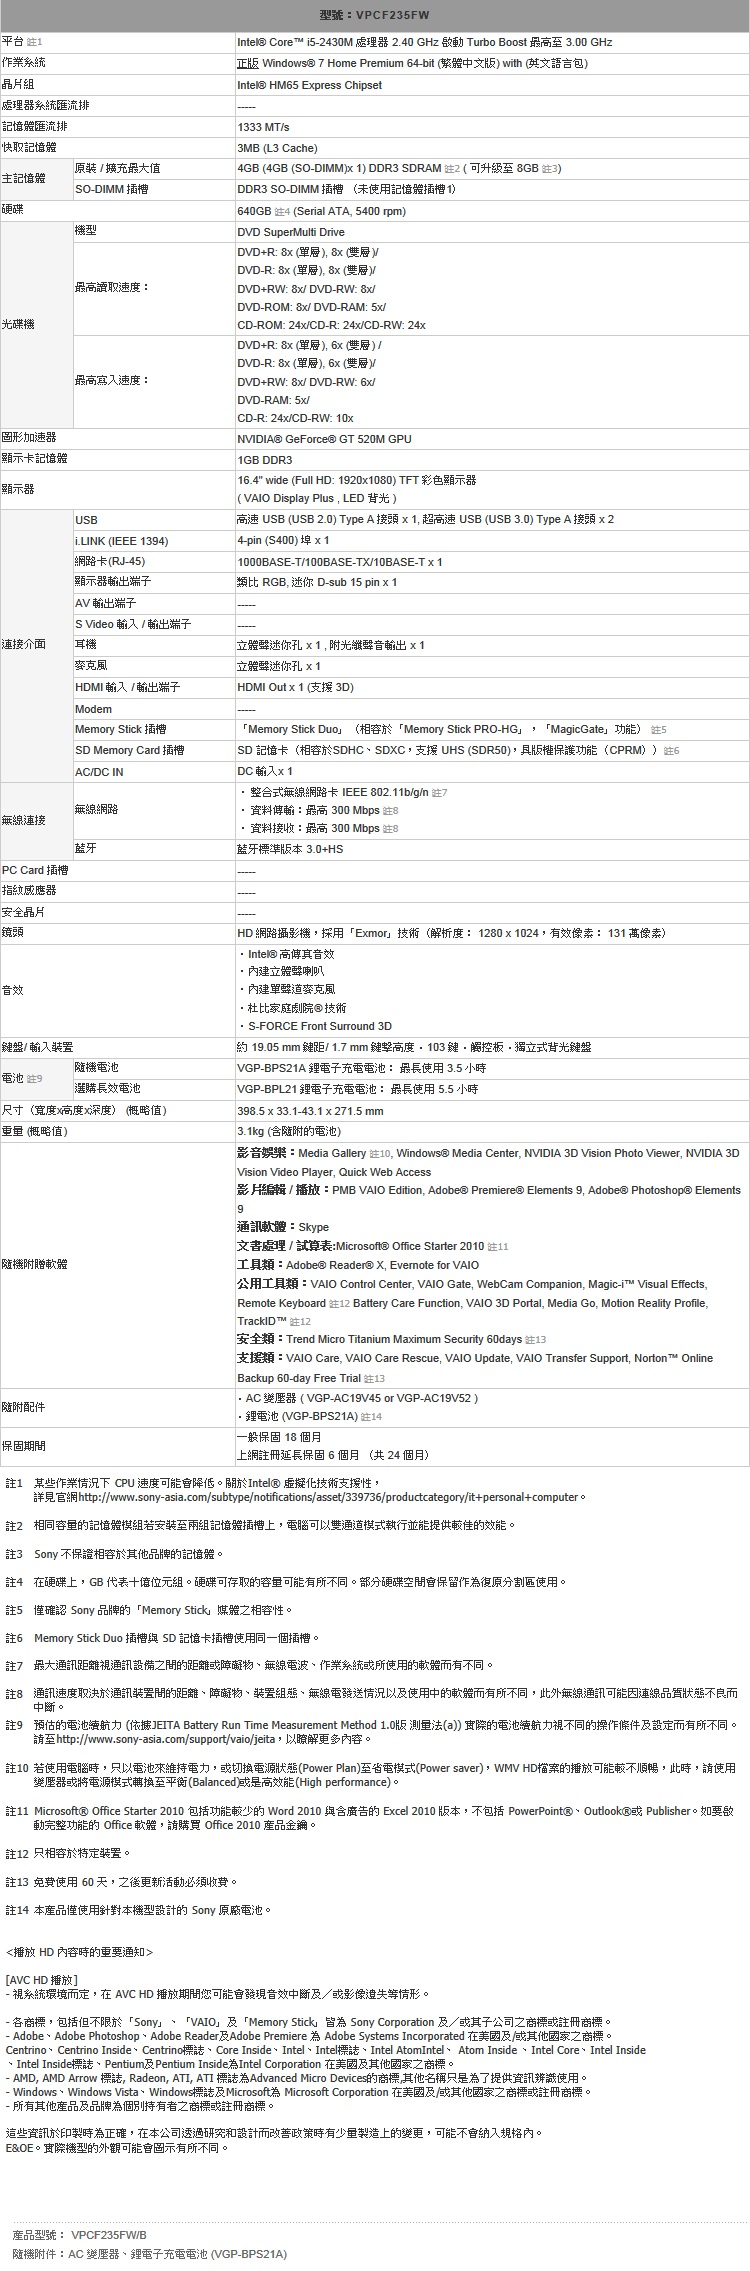 型號：VPCF235FW
平台 註1
Intel® Core™ i5-2430M 處理器 2.40 GHz 啟動 Turbo Boost 最高至 3.00 GHz
作業系統
正版 Windows® 7 Home Premium 64-bit (繁體中文版) with (英文語言包)
晶片組
Intel® HM65 Express Chipset
處理器系統匯流排
-----
記憶體匯流排
1333 MT/s
快取記憶體
3MB (L3 Cache)
主記憶體
原裝 / 擴充最大值
4GB (4GB (SO-DIMM)x 1) DDR3 SDRAM 註2 ( 可升級至 8GB 註3)
SO-DIMM 插槽
DDR3 SO-DIMM 插槽 （未使用記憶體插槽1）
硬碟
640GB 註4 (Serial ATA, 5400 rpm)
光碟機
機型
DVD SuperMulti Drive
最高讀取速度：
DVD+R: 8x (單層), 8x (雙層)/
DVD-R: 8x (單層), 8x (雙層)/
DVD+RW: 8x/ DVD-RW: 8x/
DVD-ROM: 8x/ DVD-RAM: 5x/
CD-ROM: 24x/CD-R: 24x/CD-RW: 24x
最高寫入速度：
DVD+R: 8x (單層), 6x (雙層) /
DVD-R: 8x (單層), 6x (雙層)/
DVD+RW: 8x/ DVD-RW: 6x/
DVD-RAM: 5x/
CD-R: 24x/CD-RW: 10x
圖形加速器
NVIDIA® GeForce® GT 520M GPU
顯示卡記憶體
1GB DDR3
顯示器
16.4" wide (Full HD: 1920x1080) TFT 彩色顯示器
( VAIO Display Plus , LED 背光 )
連接介面
USB
高速 USB (USB 2.0) Type A 接頭 x 1, 超高速 USB (USB 3.0) Type A 接頭 x 2
i.LINK (IEEE 1394)
4-pin (S400) 埠 x 1
網路卡(RJ-45)
1000BASE-T/100BASE-TX/10BASE-T x 1
顯示器輸出端子
類比 RGB, 迷你 D-sub 15 pin x 1
AV 輸出端子
-----
S Video 輸入 / 輸出端子
-----
耳機
立體聲迷你孔 x 1 , 附光纖聲音輸出 x 1
麥克風
立體聲迷你孔 x 1
HDMI 輸入 / 輸出端子
HDMI Out x 1 (支援 3D)
Modem
-----
Memory Stick 插槽
「Memory Stick Duo」（相容於「Memory Stick PRO-HG」，「MagicGate」功能） 註5
SD Memory Card 插槽
SD 記憶卡（相容於SDHC、SDXC，支援 UHS (SDR50)，具版權保護功能（CPRM）） 註6
AC/DC IN
DC 輸入x 1
無線連接
無線網路
· 整合式無線網路卡 IEEE 802.11b/g/n 註7
· 資料傳輸：最高 300 Mbps 註8
· 資料接收：最高 300 Mbps 註8
藍牙
藍牙標準版本 3.0+HS
PC Card 插槽
-----
指紋感應器
-----
安全晶片
-----
鏡頭
HD 網路攝影機，採用「Exmor」技術（解析度： 1280 x 1024，有效像素： 131 萬像素）
音效
· Intel® 高傳真音效
· 內建立體聲喇叭
· 內建單聲道麥克風
· 杜比家庭劇院®技術
· S-FORCE Front Surround 3D
鍵盤/ 輸入裝置
約 19.05 mm 鍵距/ 1.7 mm 鍵擊高度・103 鍵・觸控板・獨立式背光鍵盤
電池 註9
隨機電池
VGP-BPS21A 鋰電子充電電池： 最長使用 3.5 小時
選購長效電池
VGP-BPL21 鋰電子充電電池： 最長使用 5.5 小時
尺寸（寬度x高度x深度） (概略值)
398.5 x 33.1-43.1 x 271.5 mm
重量 (概略值)
3.1kg (含隨附的電池)
隨機附贈軟體
影音娛樂：Media Gallery 註10, Windows® Media Center, NVIDIA 3D Vision Photo Viewer, NVIDIA 3D
Vision Video Player, Quick Web Access
影片編輯 / 播放：PMB VAIO Edition, Adobe® Premiere® Elements 9, Adobe® Photoshop® Elements
9
通訊軟體：Skype
文書處理 / 試算表:Microsoft® Office Starter 2010 註11
工具類：Adobe® Reader® X, Evernote for VAIO
公用工具類：VAIO Control Center, VAIO Gate, WebCam Companion, Magic-i™ Visual Effects,
Remote Keyboard 註12 Battery Care Function, VAIO 3D Portal, Media Go, Motion Reality Profile,
TrackID™ 註12
安全類：Trend Micro Titanium Maximum Security 60days 註13
支援類：VAIO Care, VAIO Care Rescue, VAIO Update, VAIO Transfer Support, Norton™ Online
Backup 60-day Free Trial 註13
隨附配件
· AC 變壓器 ( VGP-AC19V45 or VGP-AC19V52 )
· 鋰電池 (VGP-BPS21A) 註14
保固期間
一般保固 18 個月
上網註冊延長保固 6 個月 （共 24 個月）
註1 某些作業情況下 CPU 速度可能會降低。關於Intel® 虛擬化技術支援性，
詳見官網http://www.sony-asia.com/subtype/notifications/asset/339736/productcategory/it+personal+computer。
註2 相同容量的記憶體模組若安裝至兩組記憶體插槽上，電腦可以雙通道模式執行並能提供較佳的效能。
註3 Sony 不保證相容於其他品牌的記憶體。
註4 在硬碟上，GB 代表十億位元組。硬碟可存取的容量可能有所不同。部分硬碟空間會保留作為復原分割區使用。
註5 僅確認 Sony 品牌的「Memory Stick」媒體之相容性。
註6 Memory Stick Duo 插槽與 SD 記憶卡插槽使用同一個插槽。
註7 最大通訊距離視通訊設備之間的距離或障礙物、無線電波、作業系統或所使用的軟體而有不同。
註8 通訊速度取決於通訊裝置間的距離、障礙物、裝置組態、無線電發送情況以及使用中的軟體而有所不同，此外無線通訊可能因連線品質狀態不良而
中斷。
註9 預估的電池續航力 (依據JEITA Battery Run Time Measurement Method 1.0版 測量法(a)) 實際的電池續航力視不同的操作條件及設定而有所不同。
請至http://www.sony-asia.com/support/vaio/jeita，以瞭解更多內容。
註10 若使用電腦時，只以電池來維持電力，或切換電源狀態(Power Plan)至省電模式(Power saver)，WMV HD檔案的播放可能較不順暢，此時，請使用
變壓器或將電源模式轉換至平衡(Balanced)或是高效能(High performance)。
註11 Microsoft® Office Starter 2010 包括功能較少的 Word 2010 與含廣告的 Excel 2010 版本，不包括 PowerPoint®、Outlook®或 Publisher。如要啟
動完整功能的 Office 軟體，請購買 Office 2010 產品金鑰。
註12 只相容於特定裝置。
註13 免費使用 60 天，之後更新活動必須收費。
註14 本產品僅使用針對本機型設計的 Sony 原廠電池。
<播放 HD 內容時的重要通知>
[AVC HD 播放]
- 視系統環境而定，在 AVC HD 播放期間您可能會發現音效中斷及／或影像遺失等情形。
- 各商標，包括但不限於「Sony」、「VAIO」及「Memory Stick」皆為 Sony Corporation 及／或其子公司之商標或註冊商標。
- Adobe、Adobe Photoshop、Adobe Reader及Adobe Premiere 為 Adobe Systems Incorporated 在美國及/或其他國家之商標。
Centrino、Centrino Inside、Centrino標誌、Core Inside、Intel、Intel標誌、Intel AtomIntel、 Atom Inside 、Intel Core、Intel Inside
、Intel Inside標誌、Pentium及Pentium Inside為Intel Corporation 在美國及其他國家之商標。
- AMD, AMD Arrow 標誌, Radeon, ATI, ATI 標誌為Advanced Micro Devices的商標,其他名稱只是為了提供資訊辨識使用。
- Windows、Windows Vista、Windows標誌及Microsoft為 Microsoft Corporation 在美國及/或其他國家之商標或註冊商標。
- 所有其他產品及品牌為個別持有者之商標或註冊商標。
這些資訊於印製時為正確，在本公司透過研究和設計而改善政策時有少量製造上的變更，可能不會納入規格內。
E&OE。實際機型的外觀可能會圖示有所不同。
產品型號： VPCF235FW/B
隨機附件：AC 變壓器、鋰電子充電電池 (VGP-BPS21A)